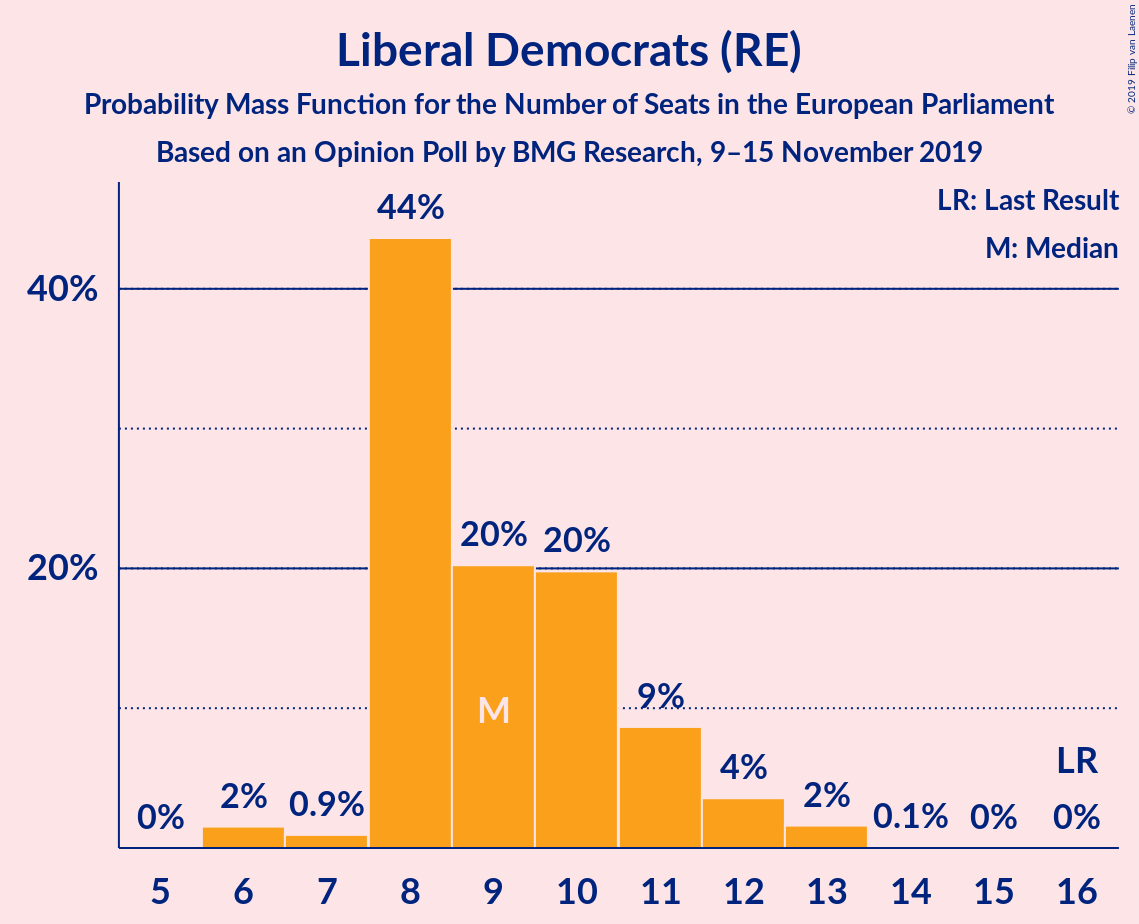 Liberal Democrats (RE)
Probability Mass Function for the Number of Seats in the European Parliament
Based on an Opinion Poll by BMG Research, 9–15 November 2019
© 2019 Filip van Laenen
LR: Last Result
M: Median
40%
20%
0%
2%
0.9%
44%
20%
20%
9%
4%
2%
0.1%
0%
0%
M
LR
5 6 7 8 9 10 11 12 13 14 15 16